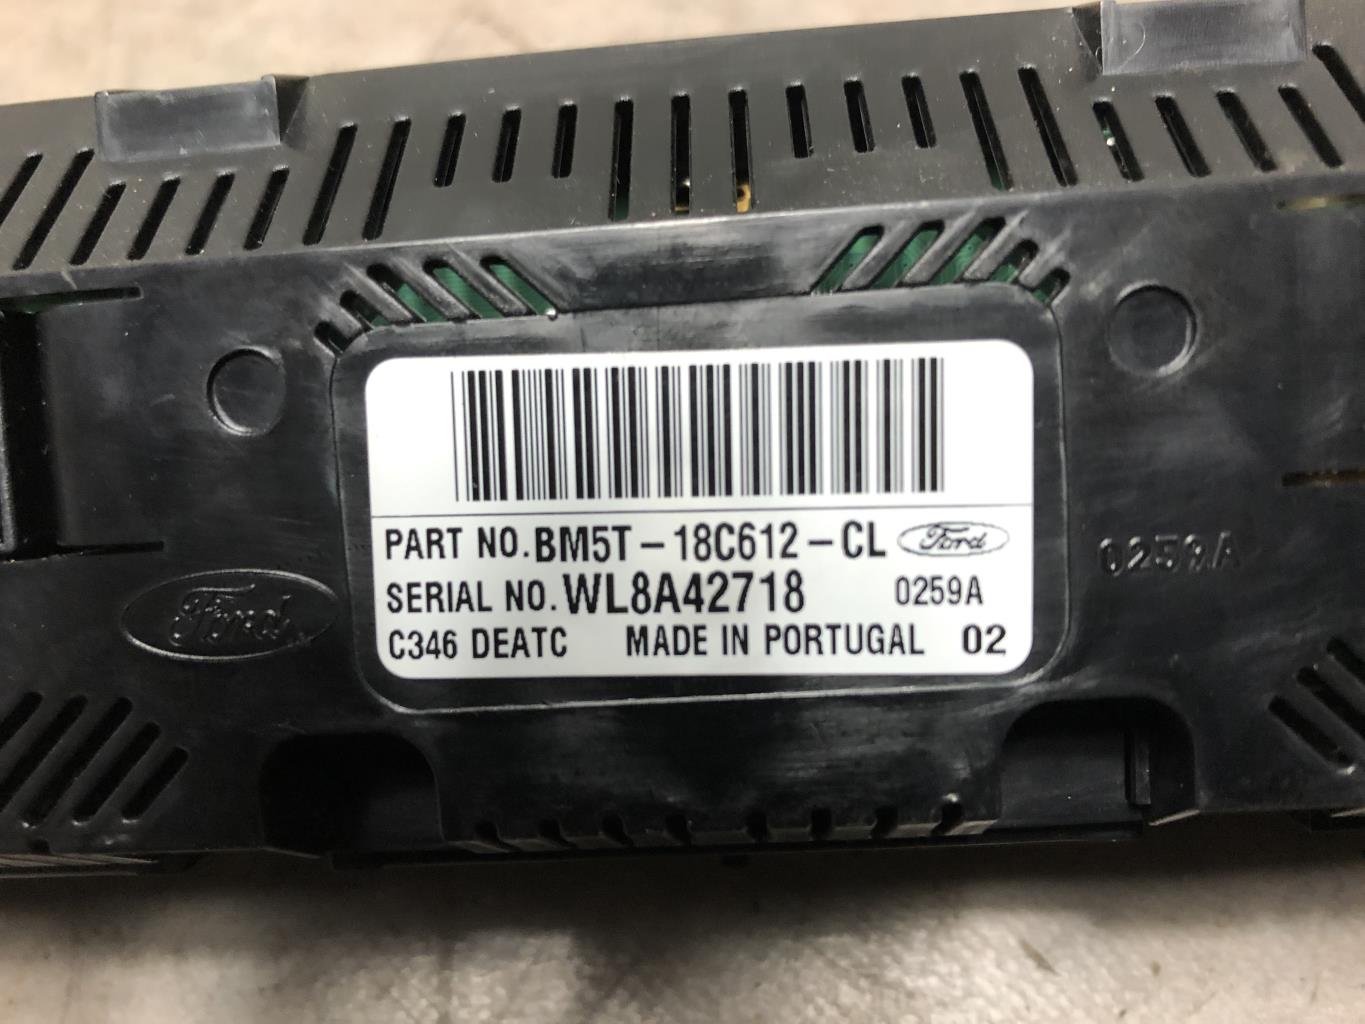 PART NO. BM5T-18C612-CL Ford
SERIAL NO. WL8A42718 0259A
C346 DEATC MADE IN PORTUGAL 02
Ford
0259A